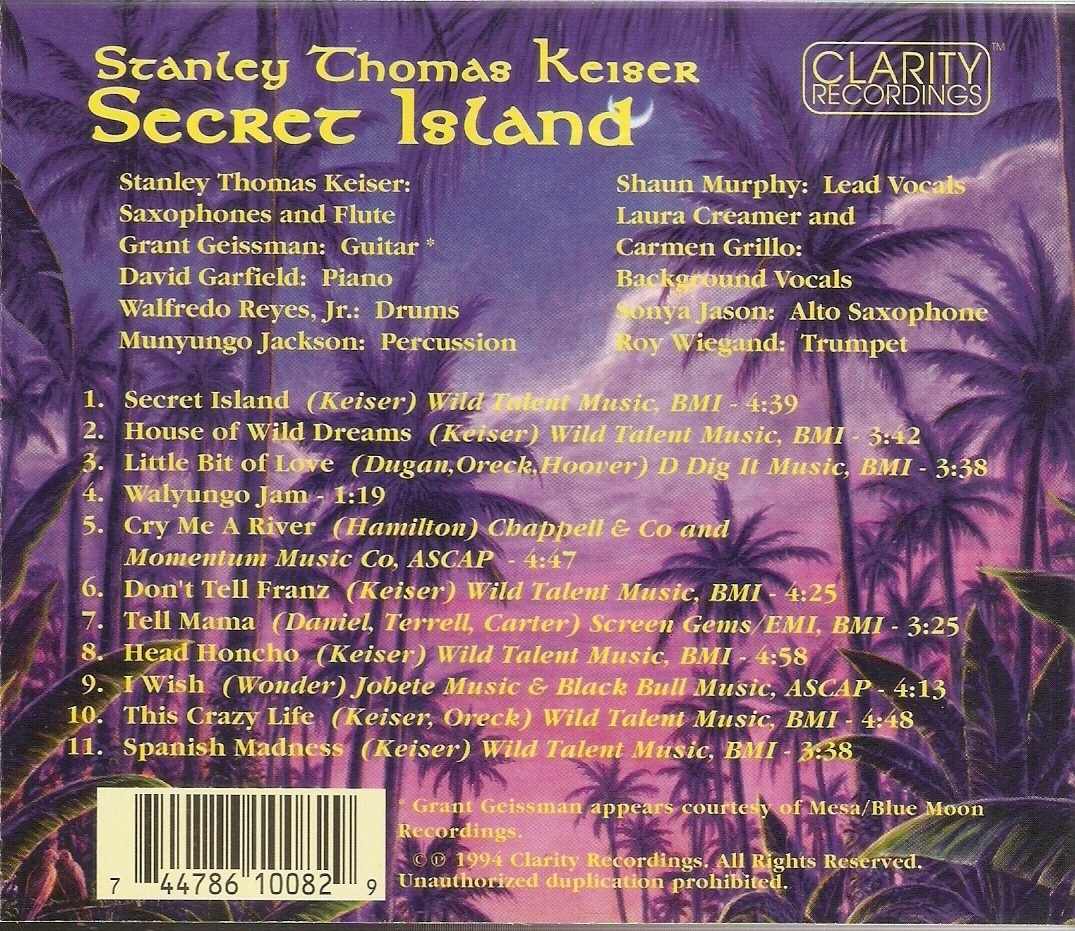 Stanley Thomas Keiser
Secret Island
CLARITY
RECORDINGS
TM
Stanley Thomas Keiser:
Saxophones and Flute
Grant Geissman: Guitar *
David Garfield: Piano
Walfredo Reyes, Jr.: Drums
Munyungo Jackson: Percussion
Shaun Murphy: Lead Vocals
Laura Creamer and
Carmen Grillo:
Background Vocals
Sonya Jason: Alto Saxophone
Roy Wiegand: Trumpet
1. Secret Island (Keiser) Wild Talent Music, BMI - 4:39
2. House of Wild Dreams (Keiser) Wild Talent Music, BMI - 3:42
3. Little Bit of Love (Dugan,Oreck,Hoover) D Dig It Music, BMI - 3:38
4. Walyungo Jam - 1:19
5. Cry Me A River (Hamilton) Chappell & Co and
Momentum Music Co, ASCAP - 4:47
6. Don't Tell Franz (Keiser) Wild Talent Music, BMI - 4:25
7. Tell Mama (Daniel, Terrell, Carter) Screen Gems/EMI, BMI - 3:25
8. Head Honcho (Keiser) Wild Talent Music, BMI - 4:58
9. I Wish (Wonder) Jobete Music & Black Bull Music, ASCAP - 4:13
10. This Crazy Life (Keiser, Oreck) Wild Talent Music, BMI - 4:48
11. Spanish Madness (Keiser) Wild Talent Music, BMI - 3:38
* Grant Geissman appears courtesy of Mesa/Blue Moon
Recordings.
© ℗ 1994 Clarity Recordings. All Rights Reserved.
Unauthorized duplication prohibited.
7 44786 10082 9